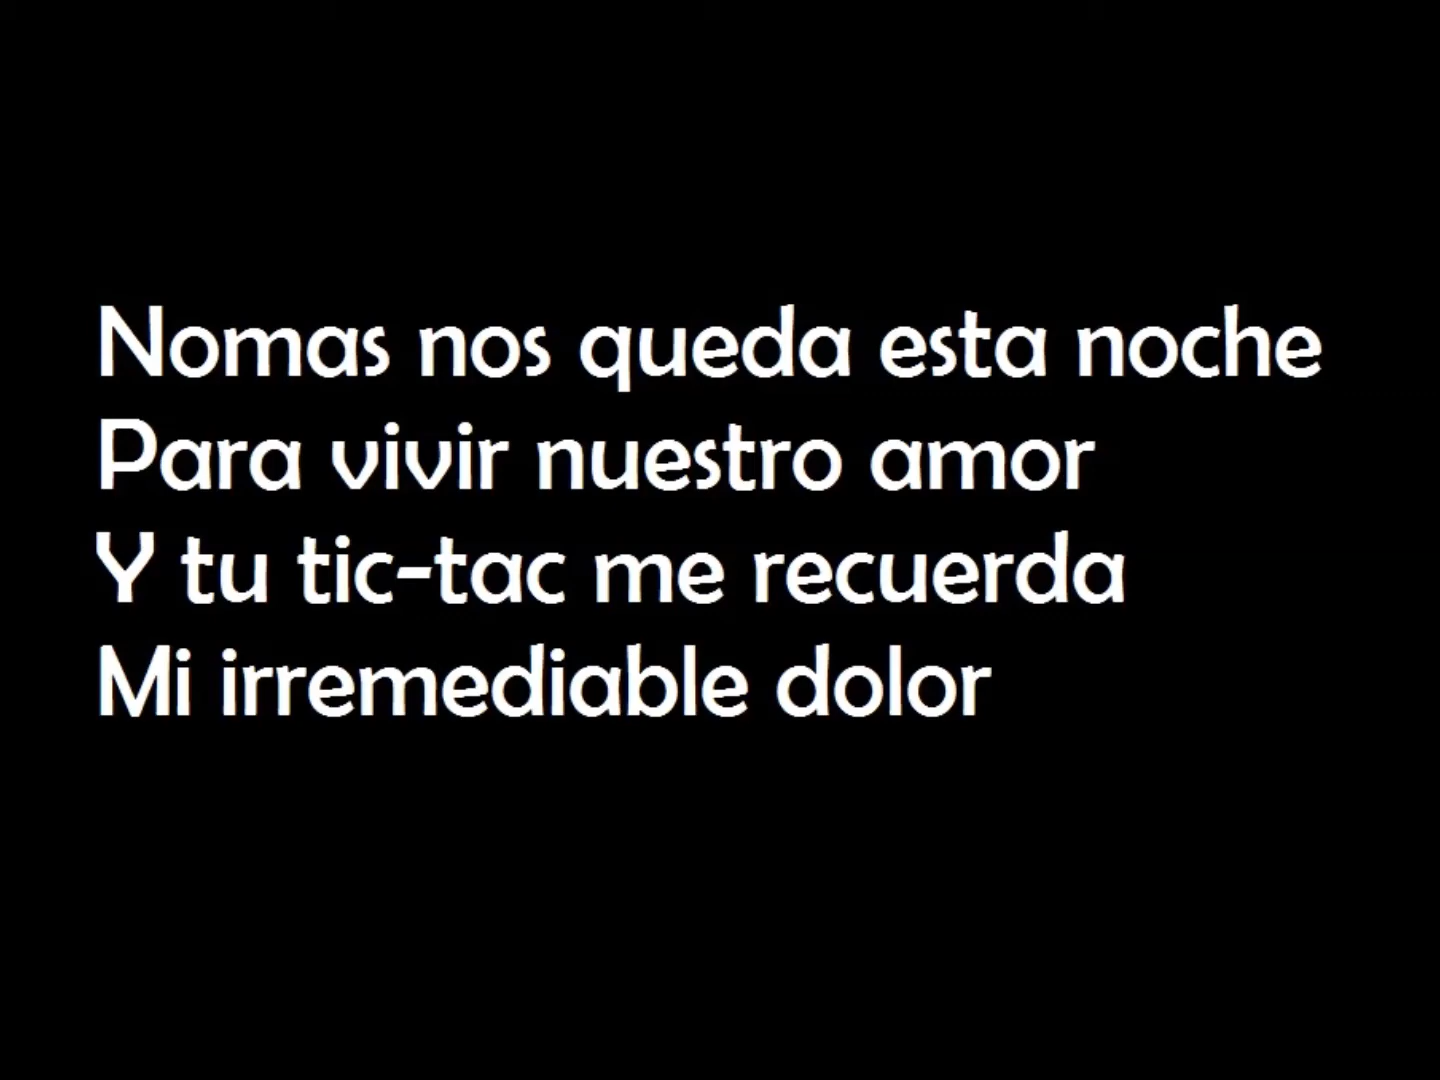 Nomas nos queda esta noche
Para vivir nuestro amor
Y tu tic-tac me recuerda
Mi irremediable dolor